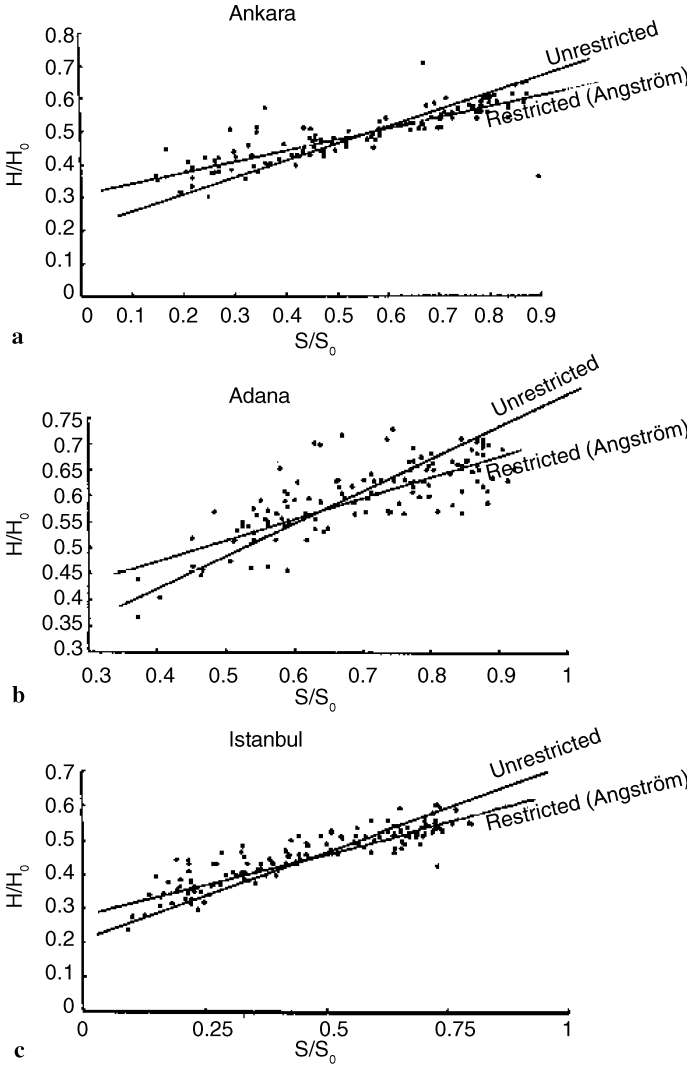 Ankara
Unrestricted
Restricted (Angström)
H/H0
0.8
0.7
0.6
0.5
0.4
0.3
0.2
0.1
0
0 0.1 0.2 0.3 0.4 0.5 0.6 0.7 0.8 0.9
S/S0
a
Adana
Unrestricted
Restricted (Angström)
H/H0
0.75
0.7
0.65
0.6
0.55
0.5
0.45
0.4
0.35
0.3
0.3 0.4 0.5 0.6 0.7 0.8 0.9 1
S/S0
b
Istanbul
Unrestricted
Restricted (Angström)
H/H0
0.7
0.6
0.5
0.4
0.3
0.2
0.1
0
0 0.25 0.5 0.75 1
S/S0
c